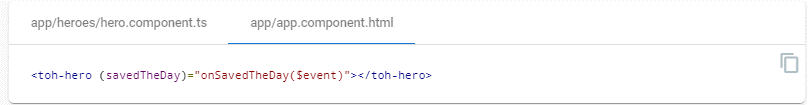 app/heroes/hero.component.ts app/app.component.html
<toh-hero (savedTheDay)="onSavedTheDay($event)"></toh-hero>